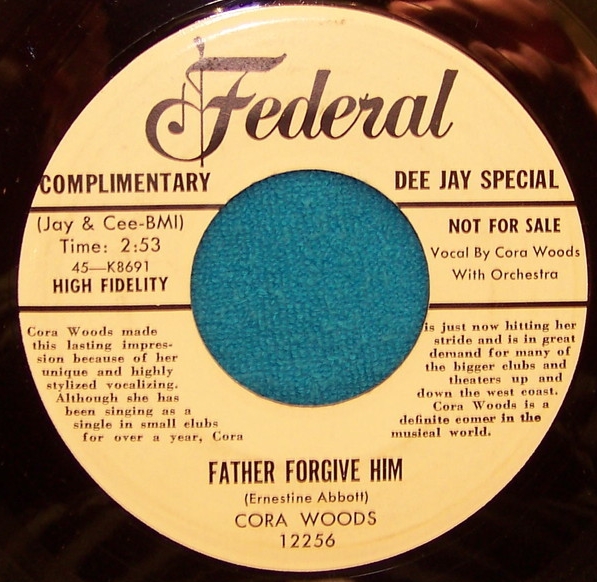 Federal
COMPLIMENTARY
DEE JAY SPECIAL
(Jay & Cee-BMI)
Time: 2:53
45—K8691
HIGH FIDELITY
NOT FOR SALE
Vocal By Cora Woods
With Orchestra
Cora Woods made
this lasting impres-
sion because of her
unique and highly
stylized vocalizing.
Although she has
been singing as a
single in small clubs
for over a year, Cora
is just now hitting her
stride and is in great
demand for many of
the bigger clubs and
theaters up and
down the west coast.
Cora Woods is a
definite comer in the
musical world.
FATHER FORGIVE HIM
(Ernestine Abbott)
CORA WOODS
12256